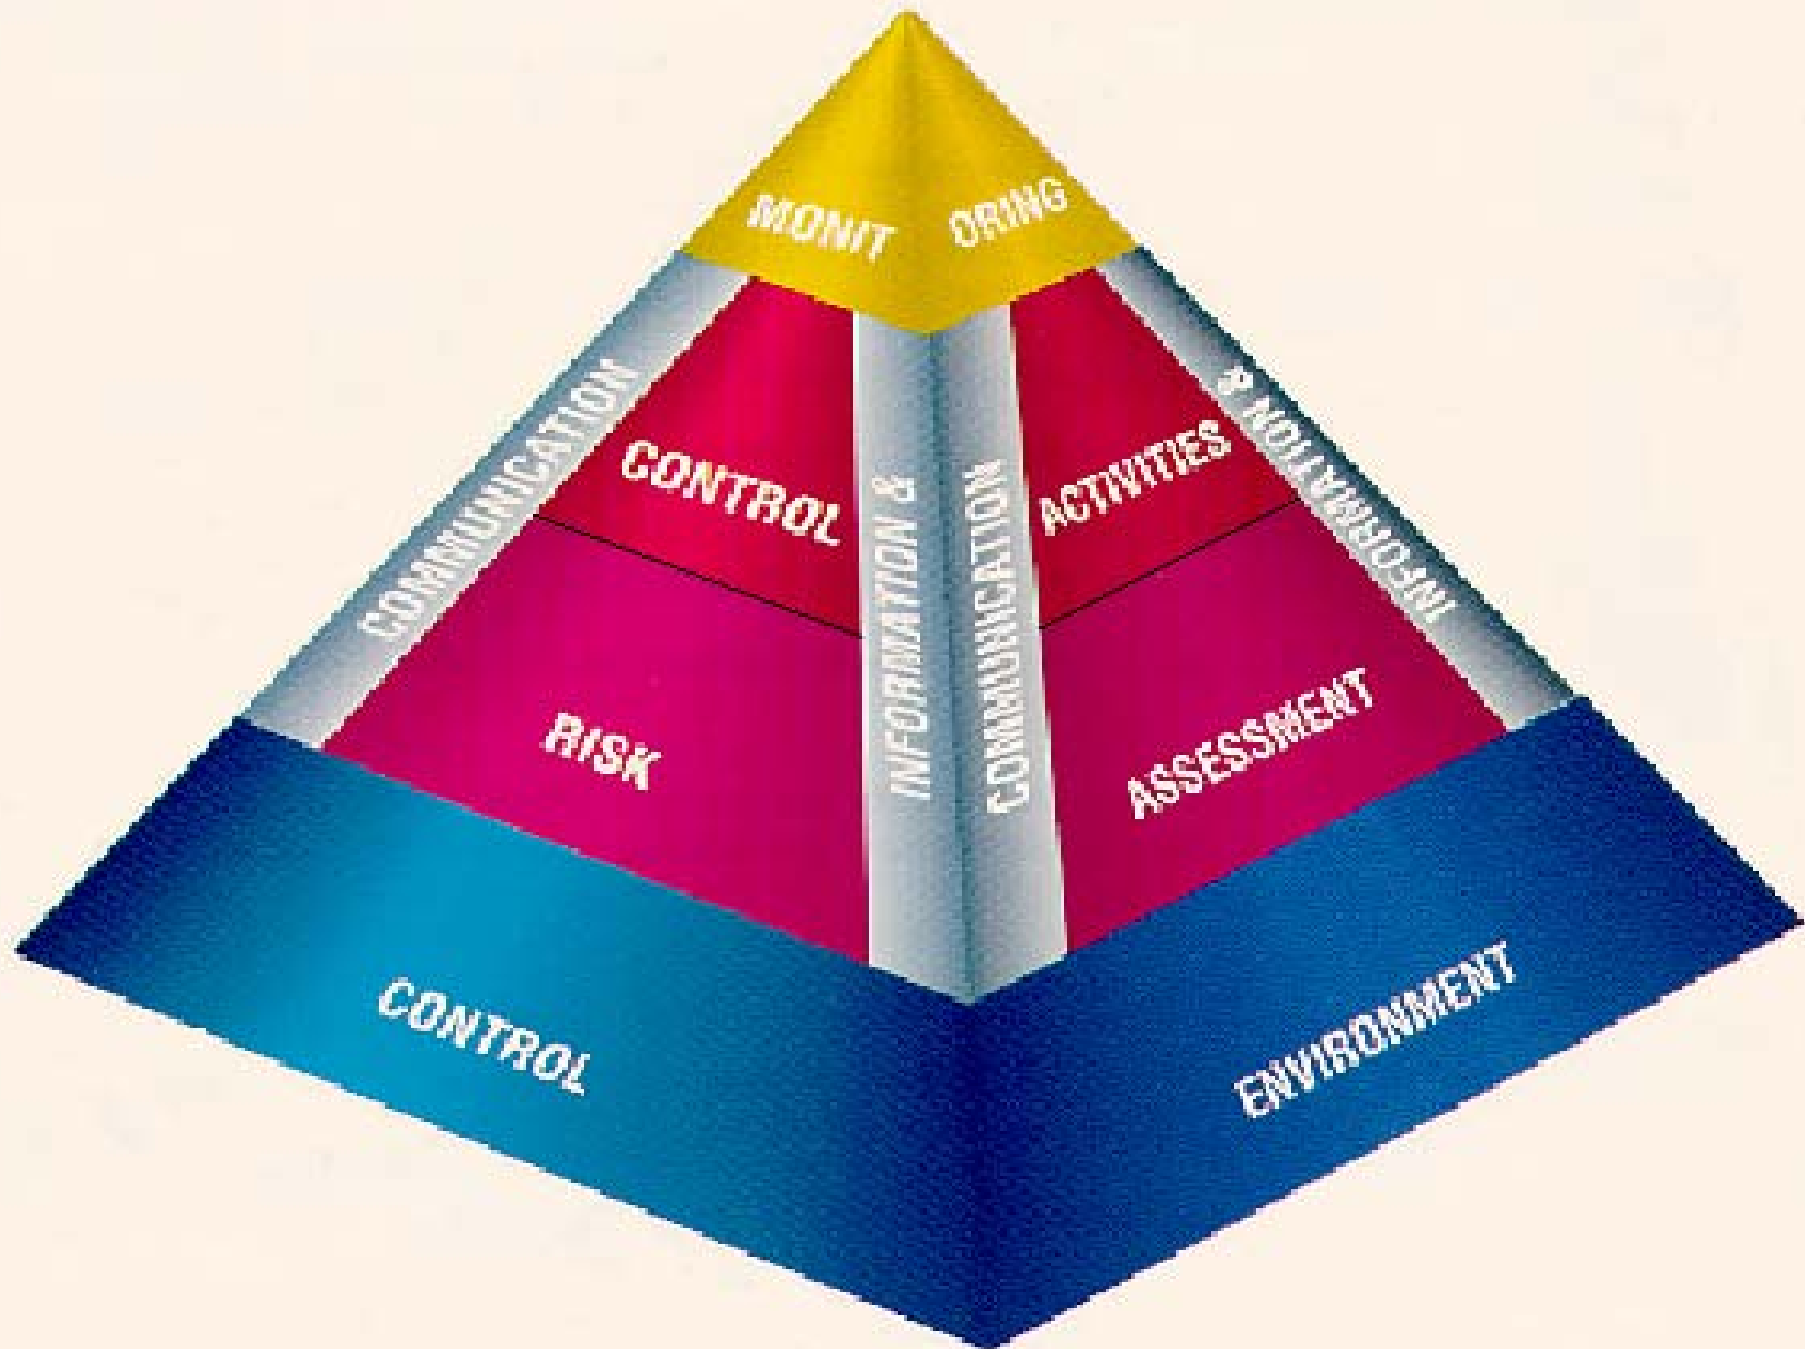 MONIT ORING
COMMUNICATION
CONTROL
INFORMATION &
COMMUNICATION
ACTIVITIES
INFORMATION &
RISK
ASSESSMENT
CONTROL
ENVIRONMENT